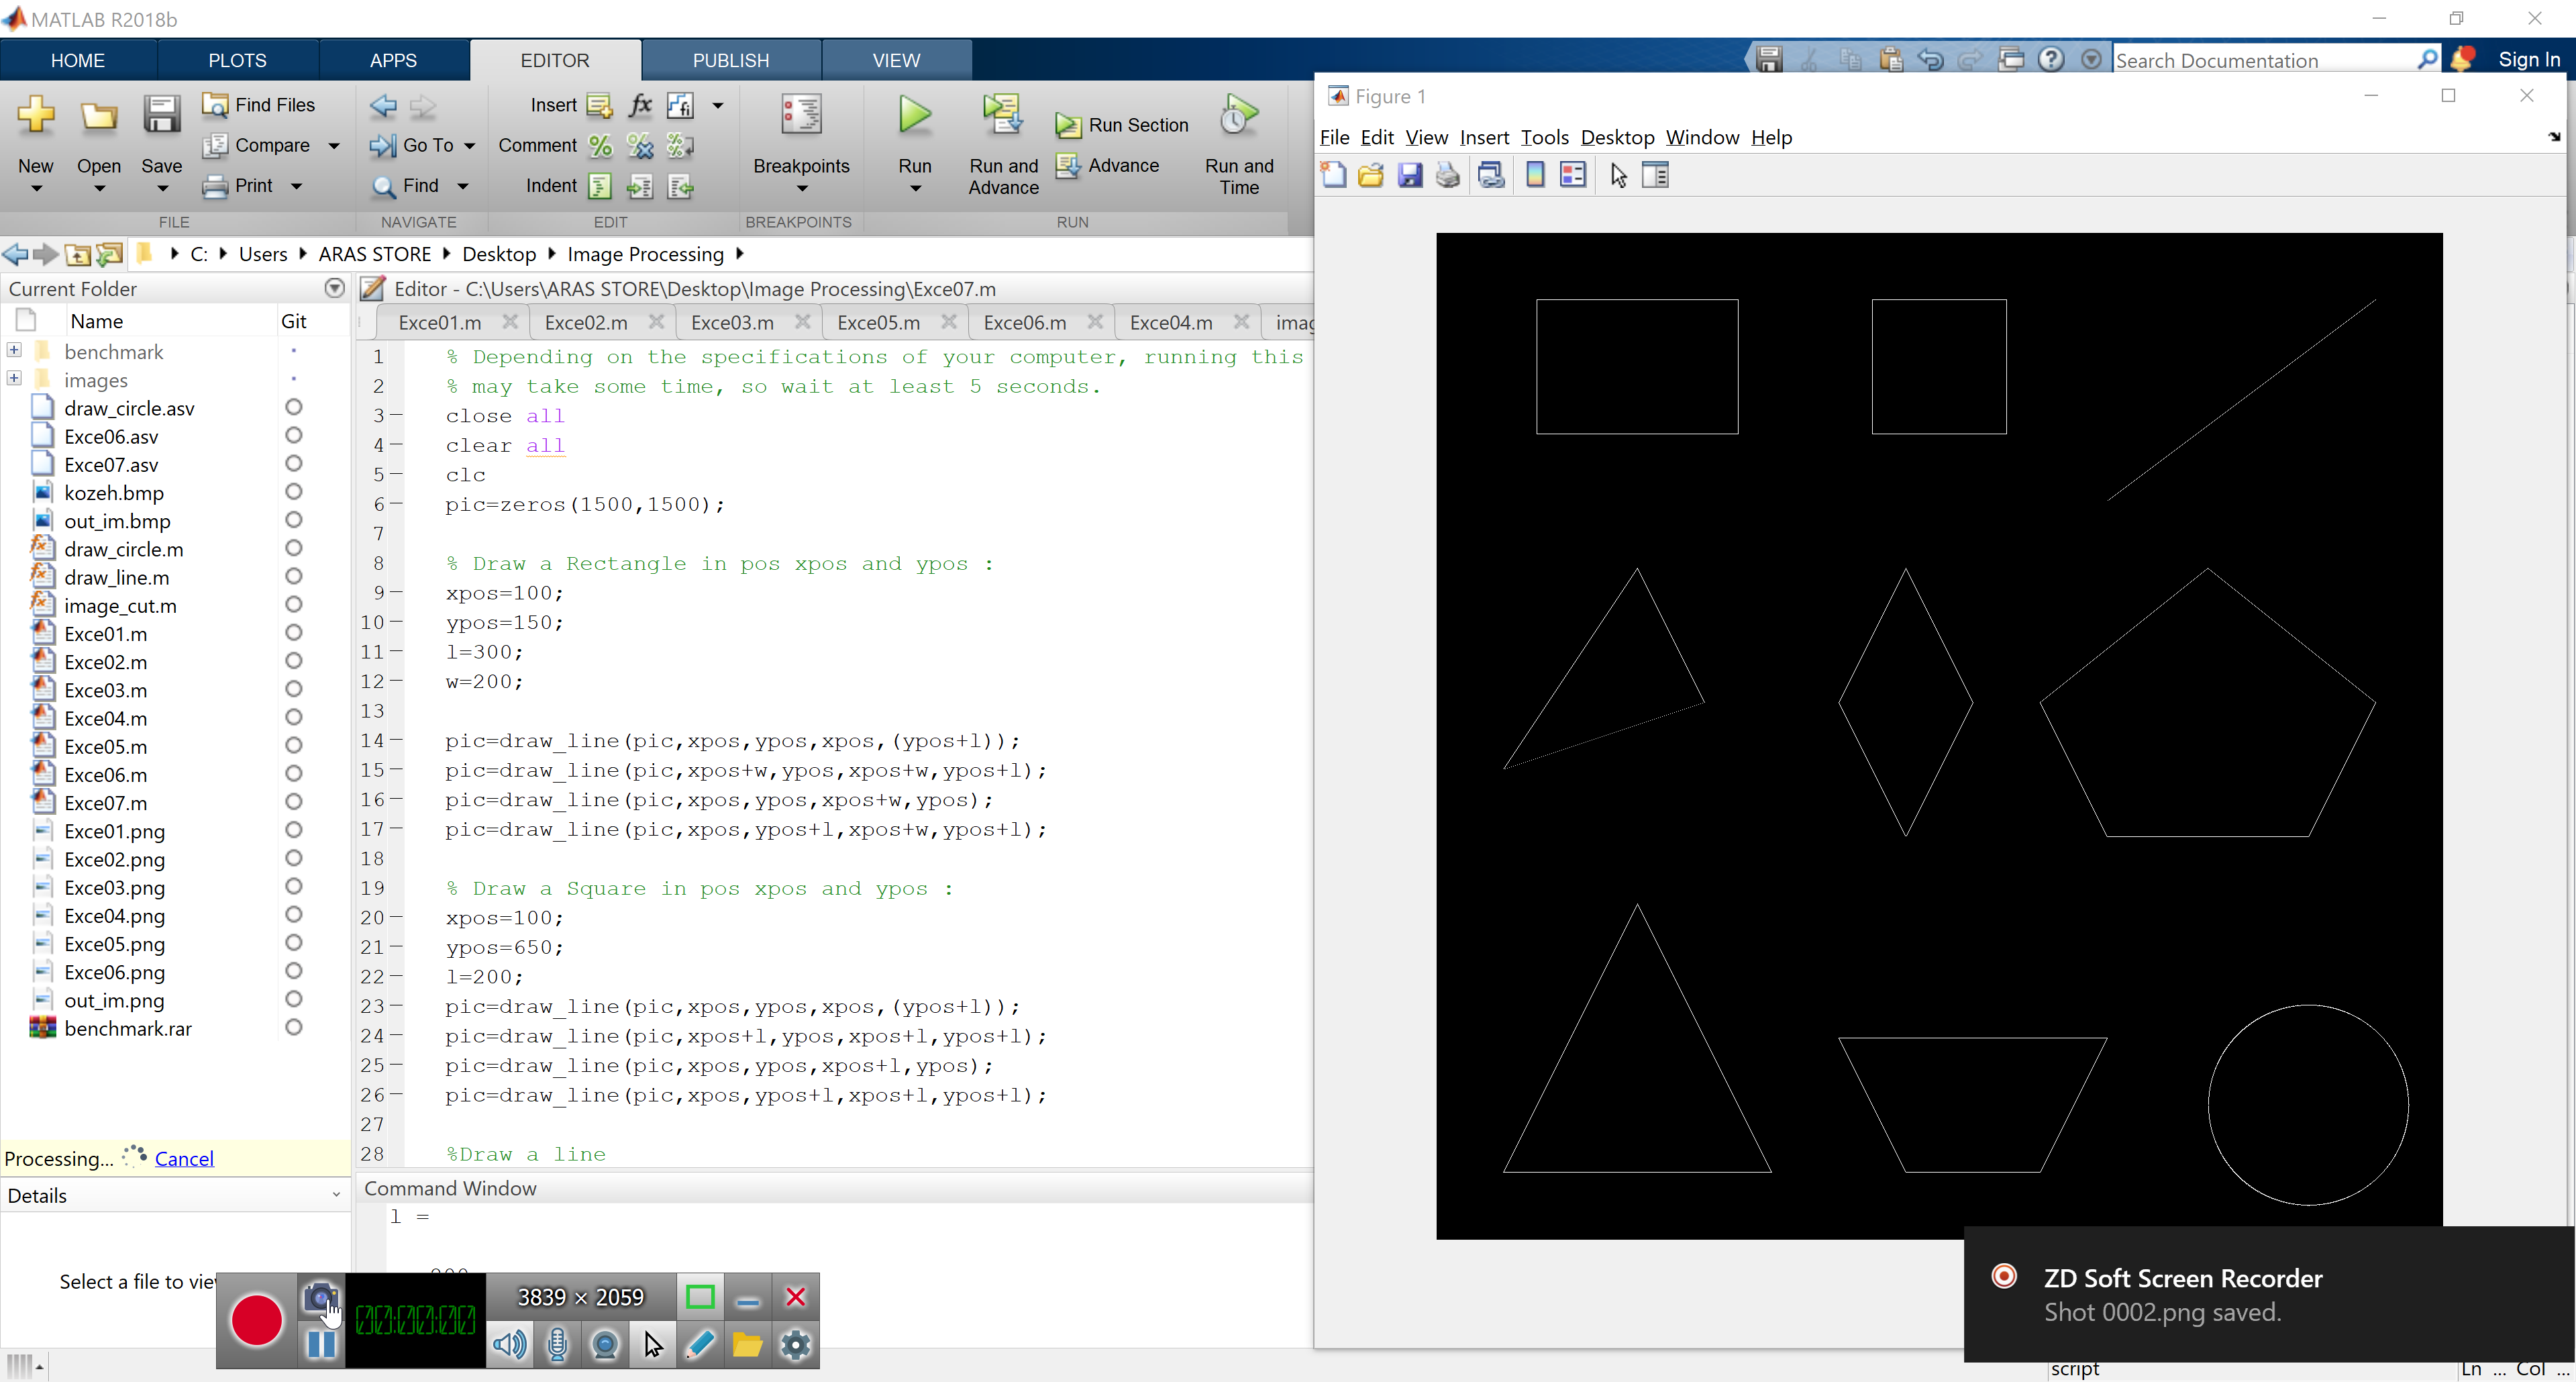 MATLAB R2018b
HOME PLOTS APPS EDITOR PUBLISH VIEW
Search Documentation
Sign In
New
Open
Save
Find Files
Compare
Print
FILE
Go To
Find
NAVIGATE
Insert
Comment
Indent
EDIT
Breakpoints
BREAKPOINTS
Run
Run and Advance
Run Section
Advance
Run and Time
RUN
C: Users ARAS STORE Desktop Image Processing
Current Folder
Name Git
benchmark
images
draw_circle.asv
Exce06.asv
Exce07.asv
kozeh.bmp
out_im.bmp
draw_circle.m
draw_line.m
image_cut.m
Exce01.m
Exce02.m
Exce03.m
Exce04.m
Exce05.m
Exce06.m
Exce07.m
Exce01.png
Exce02.png
Exce03.png
Exce04.png
Exce05.png
Exce06.png
out_im.png
benchmark.rar
Processing... Cancel
Details
Select a file to view
Editor - C:\Users\ARAS STORE\Desktop\Image Processing\Exce07.m
Exce01.m Exce02.m Exce03.m Exce05.m Exce06.m Exce04.m imag
1 % Depending on the specifications of your computer, running this
2 % may take some time, so wait at least 5 seconds.
3 close all
4 clear all
5 clc
6 pic=zeros(1500,1500);
7
8 % Draw a Rectangle in pos xpos and ypos :
9 xpos=100;
10 ypos=150;
11 l=300;
12 w=200;
13
14 pic=draw_line(pic,xpos,ypos,xpos,(ypos+l));
15 pic=draw_line(pic,xpos+w,ypos,xpos+w,ypos+l);
16 pic=draw_line(pic,xpos,ypos,xpos+w,ypos);
17 pic=draw_line(pic,xpos,ypos+l,xpos+w,ypos+l);
18
19 % Draw a Square in pos xpos and ypos :
20 xpos=100;
21 ypos=650;
22 l=200;
23 pic=draw_line(pic,xpos,ypos,xpos,(ypos+l));
24 pic=draw_line(pic,xpos+l,ypos,xpos+l,ypos+l);
25 pic=draw_line(pic,xpos,ypos,xpos+l,ypos);
26 pic=draw_line(pic,xpos,ypos+l,xpos+l,ypos+l);
27
28 %Draw a line
Command Window
l =
3839 × 2059
00:00:00
Figure 1
File Edit View Insert Tools Desktop Window Help
ZD Soft Screen Recorder
Shot 0002.png saved.
script
Ln ... Col ...